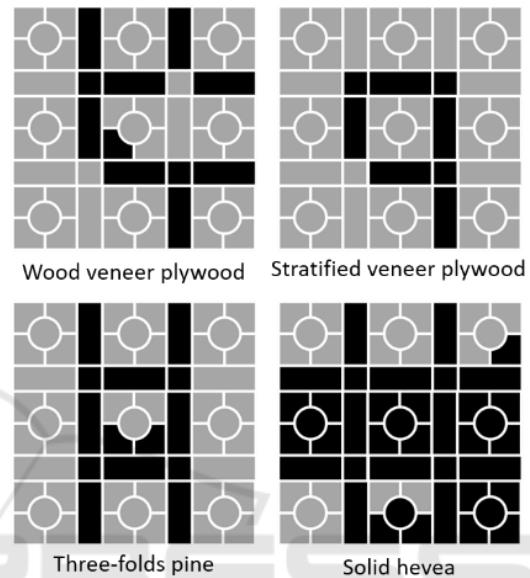 Wood veneer plywood
Stratified veneer plywood
Three-folds pine
Solid hevea